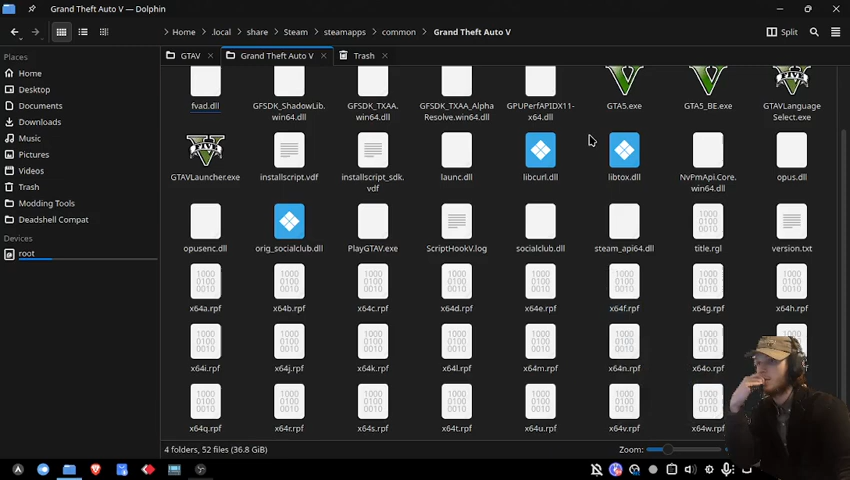 Grand Theft Auto V — Dolphin
Home > .local > share > Steam > steamapps > common > Grand Theft Auto V
Split
Places
Home
Desktop
Documents
Downloads
Music
Pictures
Videos
Trash
Modding Tools
Deadshell Compat
Devices
root
GTAV
Grand Theft Auto V
Trash
fvad.dll
GFSDK_ShadowLib.
win64.dll
GFSDK_TXAA.
win64.dll
GFSDK_TXAA_Alpha
Resolve.win64.dll
GPUPerfAPIDX11-
x64.dll
GTA5.exe
GTA5_BE.exe
GTAVLanguage
Select.exe
FIVE
GTAVLauncher.exe
installscript.vdf
installscript_sdk.
vdf
launc.dll
libcurl.dll
libtox.dll
NvPmApi.Core.
win64.dll
opus.dll
opusenc.dll
orig_socialclub.dll
PlayGTAV.exe
ScriptHookV.log
socialclub.dll
steam_api64.dll
title.rgl
version.txt
x64a.rpf
x64b.rpf
x64c.rpf
x64d.rpf
x64e.rpf
x64f.rpf
x64g.rpf
x64h.rpf
x64i.rpf
x64j.rpf
x64k.rpf
x64l.rpf
x64m.rpf
x64n.rpf
x64o.rpf
x64q.rpf
x64r.rpf
x64s.rpf
x64t.rpf
x64u.rpf
x64v.rpf
x64w.rpf
4 folders, 52 files (36.8 GiB)
Zoom: